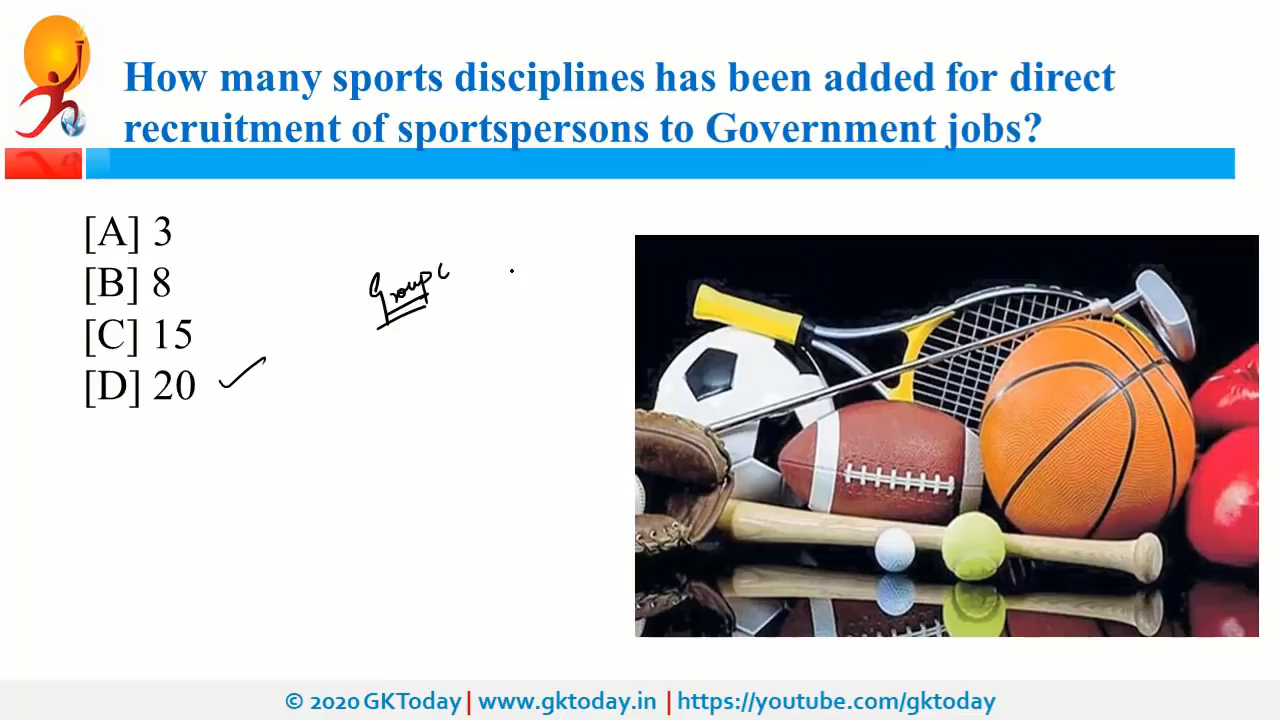 How many sports disciplines has been added for direct
recruitment of sportspersons to Government jobs?
[A] 3
[B] 8
[C] 15
[D] 20
Group C
© 2020 GKToday | www.gktoday.in | https://youtube.com/gktoday